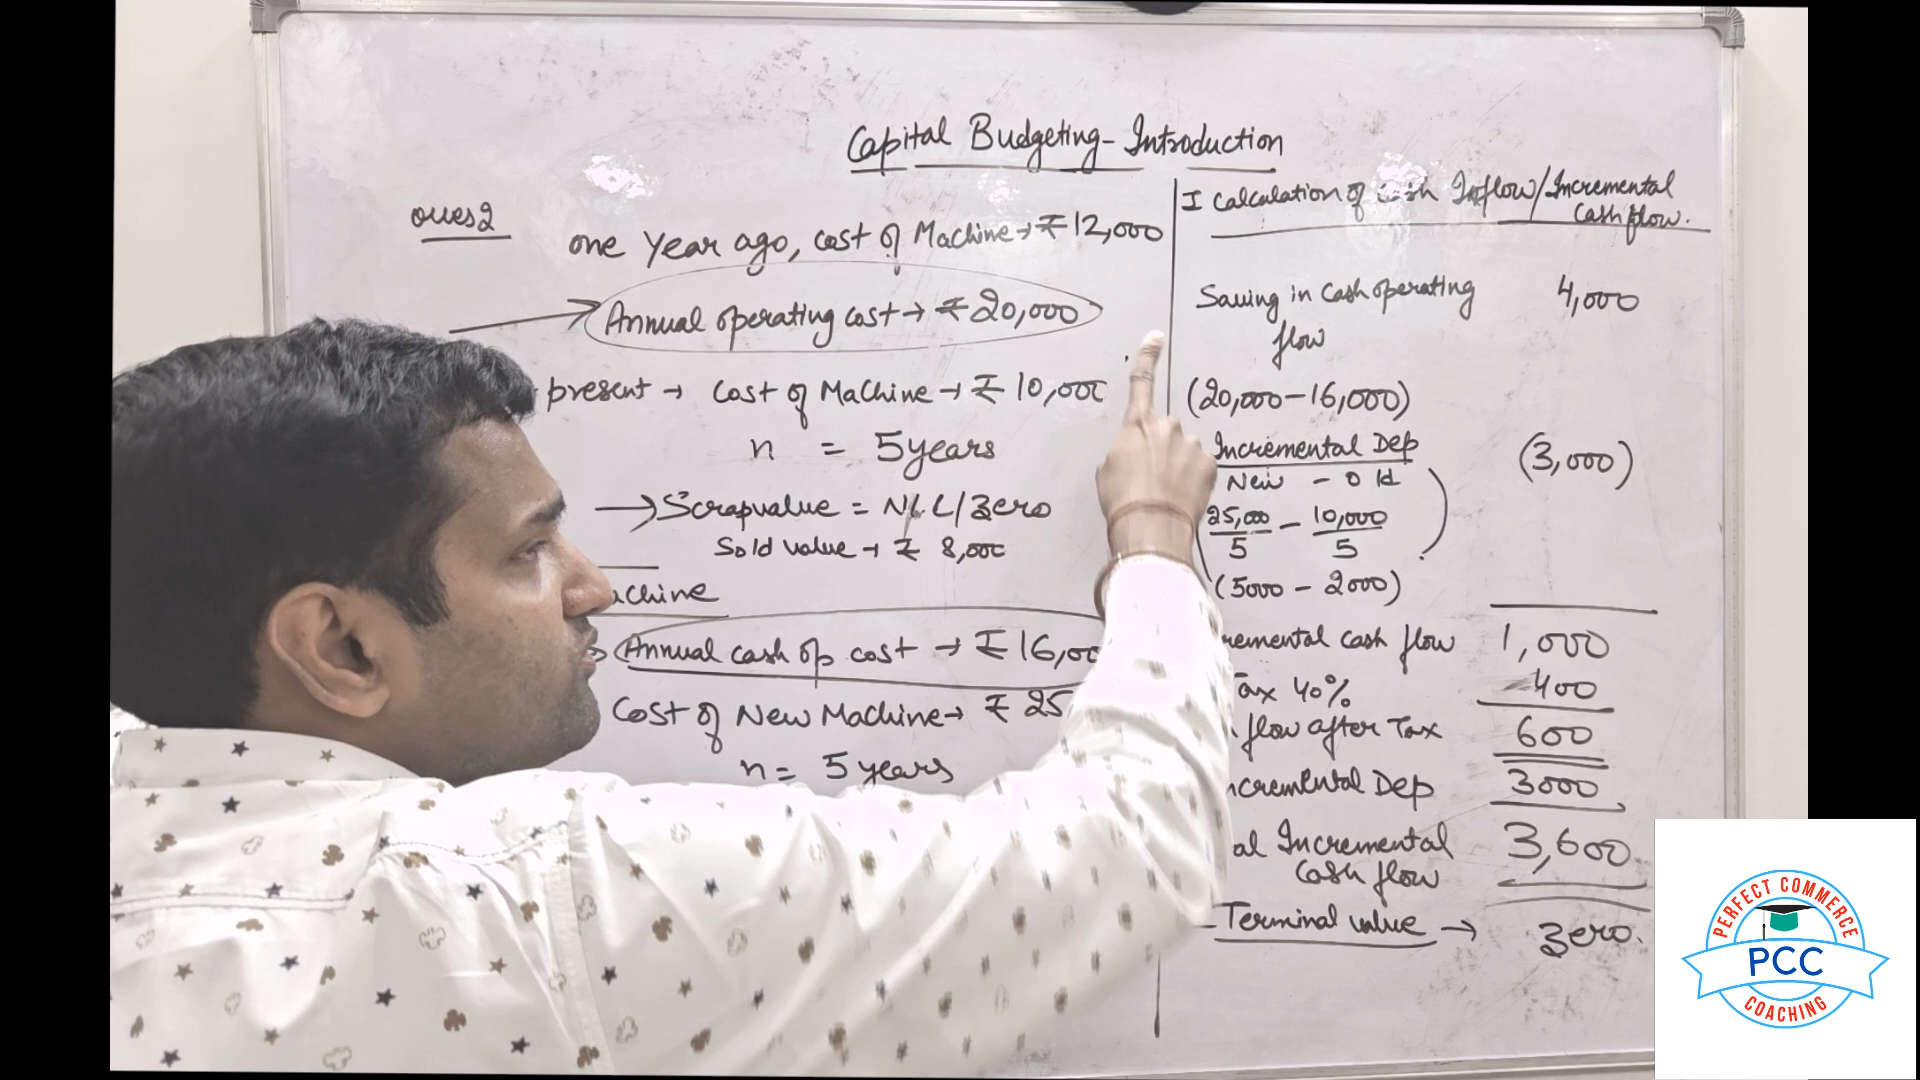 Capital Budgeting - Introduction
Ques 2
one Year ago, cost of Machine → ₹ 12,000
Annual operating cost → ₹ 20,000
present → Cost of Machine → ₹ 10,000
n = 5 years
→ Scrap value = NIL/Zero
Sold value → ₹ 8,000
achine
Annual cash op cost → ₹ 16,00
Cost of New Machine → ₹ 25
n = 5 years
I Calculation of Cash Inflow/Incremental
Cash flow.
Saving in Cash operating 4,000
flow
(20,000 - 16,000)
Incremental Dep (3,000)
New - Old
25,000/5 - 10,000/5
(5000 - 2000)
remental Cash flow 1,000
Tax 40% 400
flow after Tax 600
ncremental Dep 3000
al Incremental 3,600
Cash flow
Terminal value → Zero.
PERFECT COMMERCE
PCC
COACHING